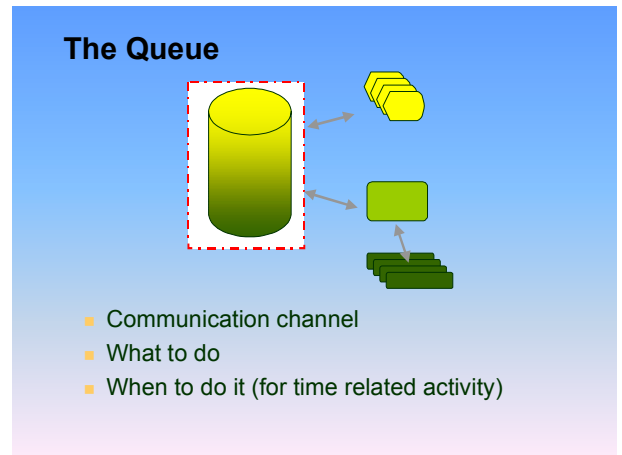 The Queue
Communication channel
What to do
When to do it (for time related activity)